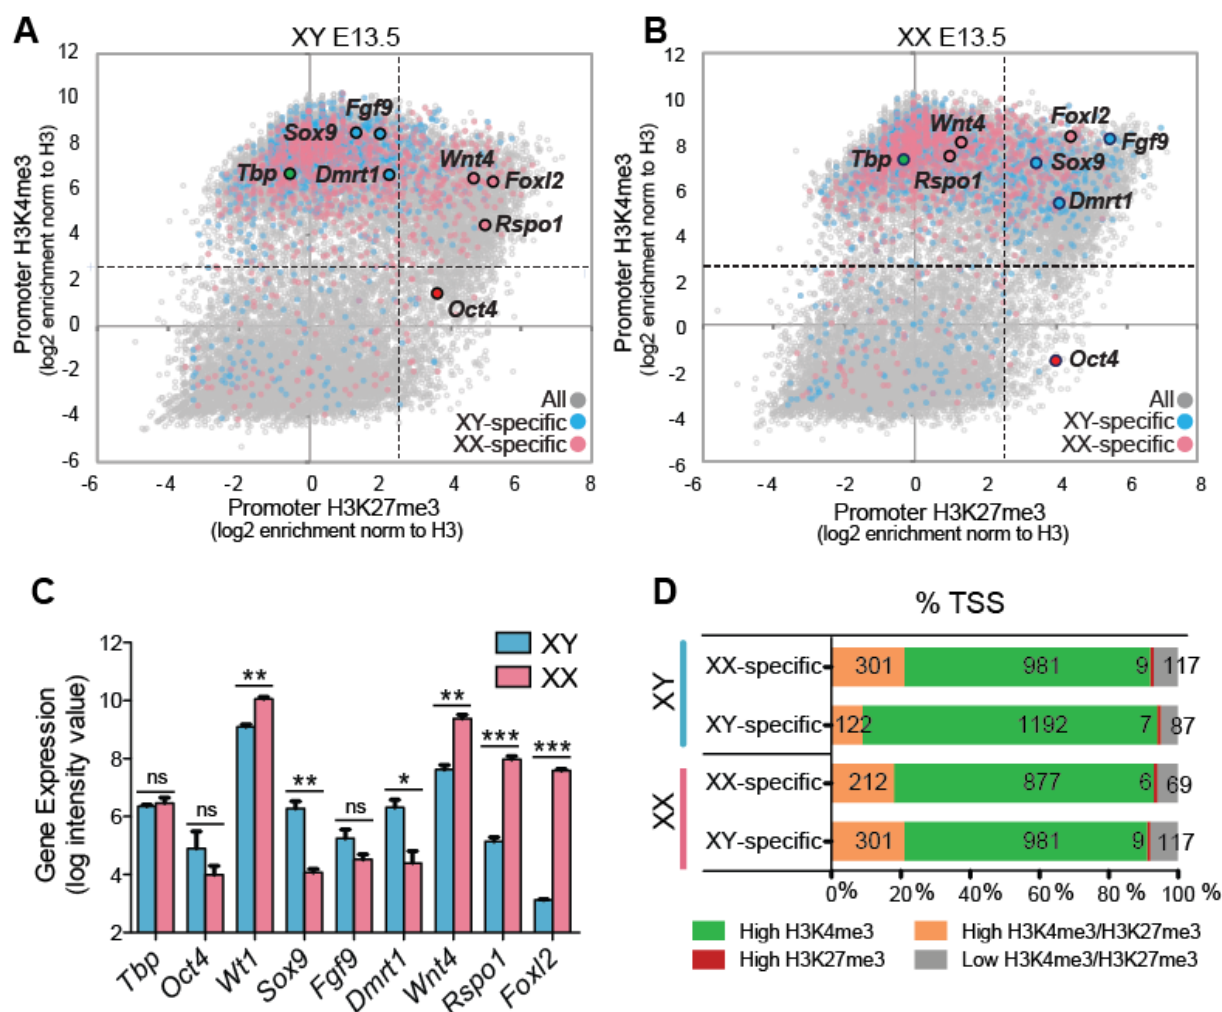 A
XY E13.5
Promoter H3K4me3
(log2 enrichment norm to H3)
12
10
8
6
4
2
0
-2
-4
-6
Fgf9
Sox9
Wnt4
Tbp
Dmrt1
Foxl2
Rspo1
Oct4
All
XY-specific
XX-specific
-6 -4 -2 0 2 4 6 8
Promoter H3K27me3
(log2 enrichment norm to H3)
B
XX E13.5
Promoter H3K4me3
(log2 enrichment norm to H3)
12
10
8
6
4
2
0
-2
-4
-6
Foxl2
Wnt4
Fgf9
Tbp
Sox9
Rspo1
Dmrt1
Oct4
All
XY-specific
XX-specific
-6 -4 -2 0 2 4 6 8
Promoter H3K27me3
(log2 enrichment norm to H3)
C
Gene Expression
(log intensity value)
12
10
8
6
4
2
XY
XX
ns ns ** ** ns * ** *** ***
Tbp Oct4 Wt1 Sox9 Fgf9 Dmrt1 Wnt4 Rspo1 Foxl2
D
% TSS
XY
XX-specific 301 981 9 117
XY-specific 122 1192 7 87
XX
XX-specific 212 877 6 69
XY-specific 301 981 9 117
0% 20 % 40 % 60 % 80 % 100 %
High H3K4me3
High H3K4me3/H3K27me3
High H3K27me3
Low H3K4me3/H3K27me3